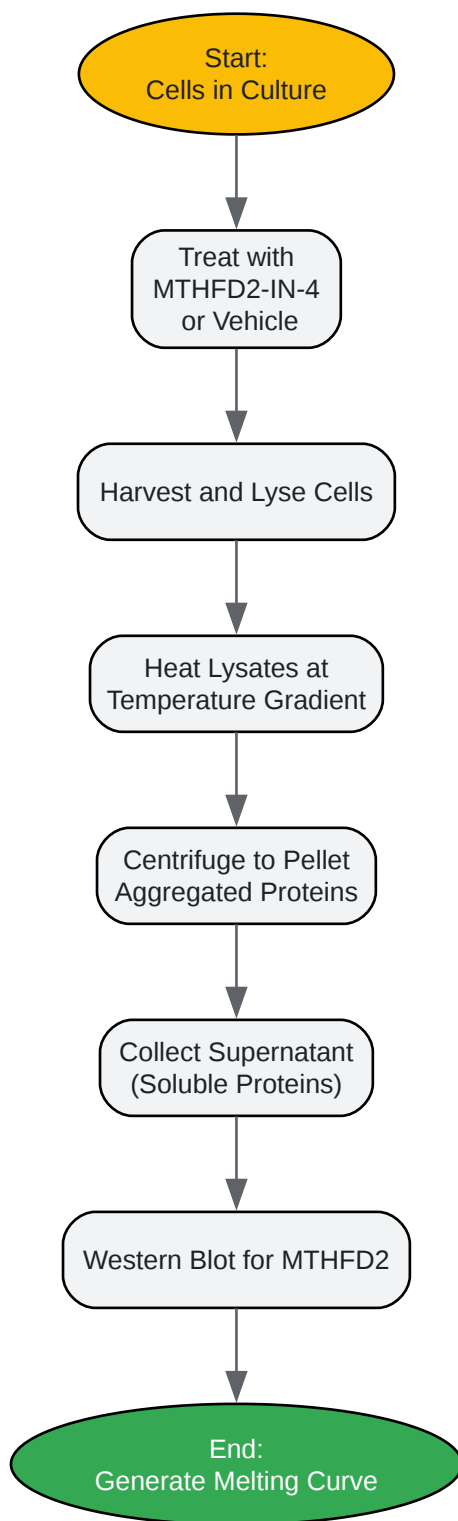 Start:
Cells in Culture
Treat with
MTHFD2-IN-4
or Vehicle
Harvest and Lyse Cells
Heat Lysates at
Temperature Gradient
Centrifuge to Pellet
Aggregated Proteins
Collect Supernatant
(Soluble Proteins)
Western Blot for MTHFD2
End:
Generate Melting Curve